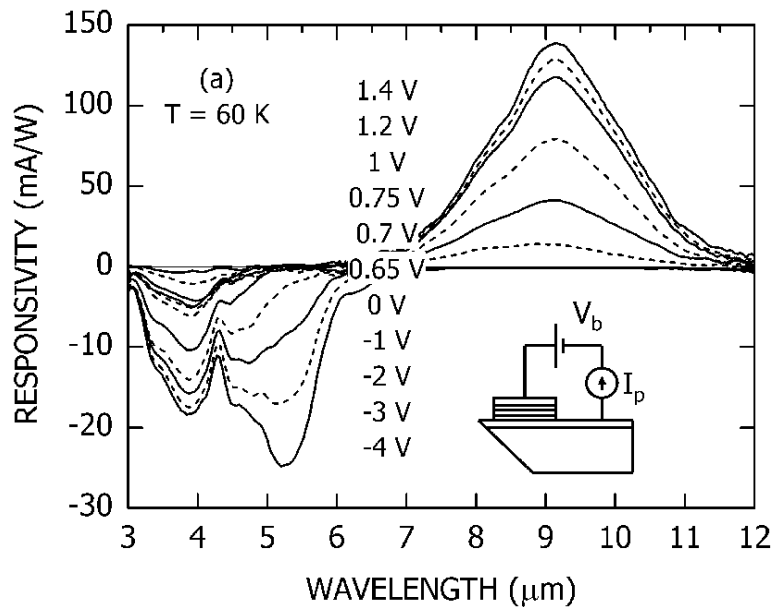 RESPONSIVITY (mA/W)
150
100
50
0
-10
-20
-30
(a)
T = 60 K
1.4 V
1.2 V
1 V
0.75 V
0.7 V
0.65 V
0 V
-1 V
-2 V
-3 V
-4 V
V_b
I_p
3 4 5 6 7 8 9 10 11 12
WAVELENGTH (μm)